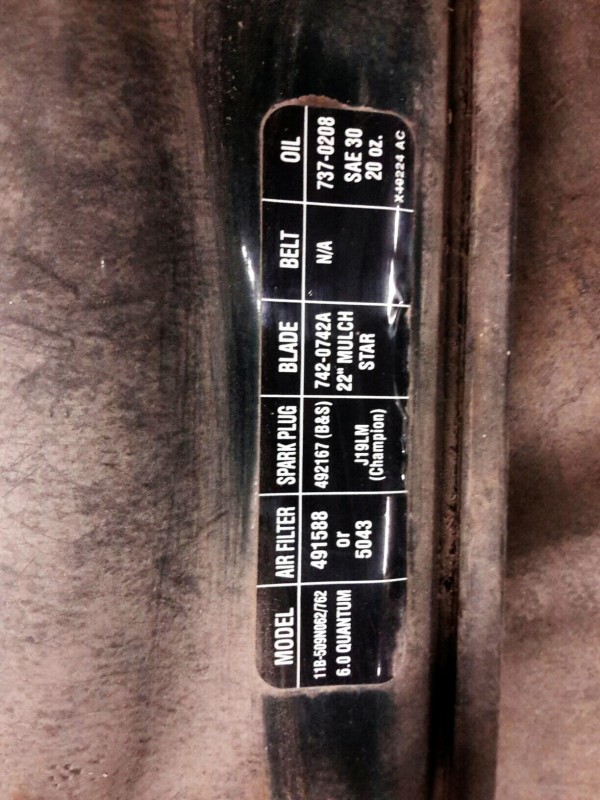 MODEL
11B-509N062/762
6.0 QUANTUM
AIR FILTER
491588
or
5043
SPARK PLUG
492167 (B&S)
J19LM
(Champion)
BLADE
742-0742A
22" MULCH
STAR
BELT
N/A
OIL
737-0208
SAE 30
20 oz.
X40224 AC